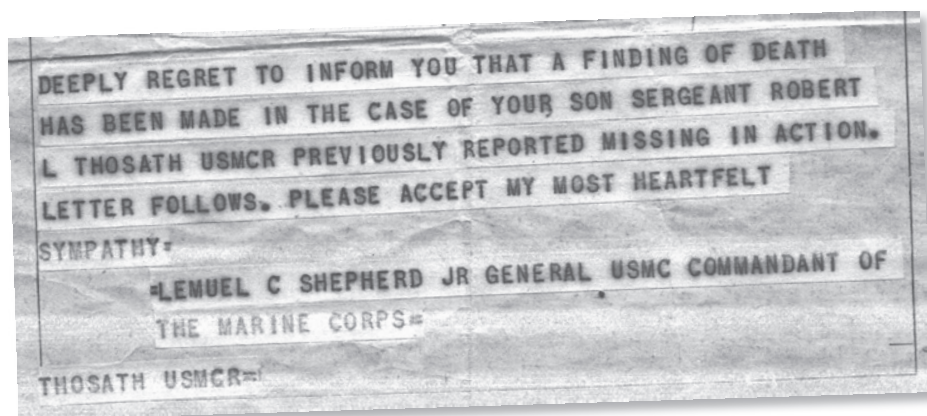 DEEPLY REGRET TO INFORM YOU THAT A FINDING OF DEATH
HAS BEEN MADE IN THE CASE OF YOUR SON SERGEANT ROBERT
L THOSATH USMCR PREVIOUSLY REPORTED MISSING IN ACTION.
LETTER FOLLOWS. PLEASE ACCEPT MY MOST HEARTFELT
SYMPATHY=
=LEMUEL C SHEPHERD JR GENERAL USMC COMMANDANT OF
THE MARINE CORPS=
THOSATH USMCR=